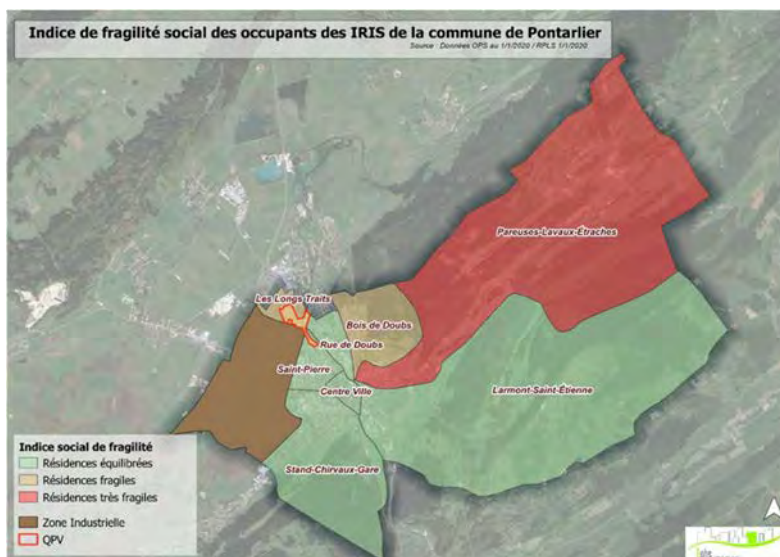 Indice de fragilité social des occupants des IRIS de la commune de Pontarlier
Source : Données OPS au 1/1/2020 / RPLS 1/1/2020
Pareuses-Lavaux-Étraches
Les Longs Traits
Bois de Doubs
Rue de Doubs
Saint-Pierre
Centre Ville
Larmont-Saint-Étienne
Stand-Chirvaux-Gare
Indice social de fragilité
Résidences équilibrées
Résidences fragiles
Résidences très fragiles
Zone Industrielle
QPV